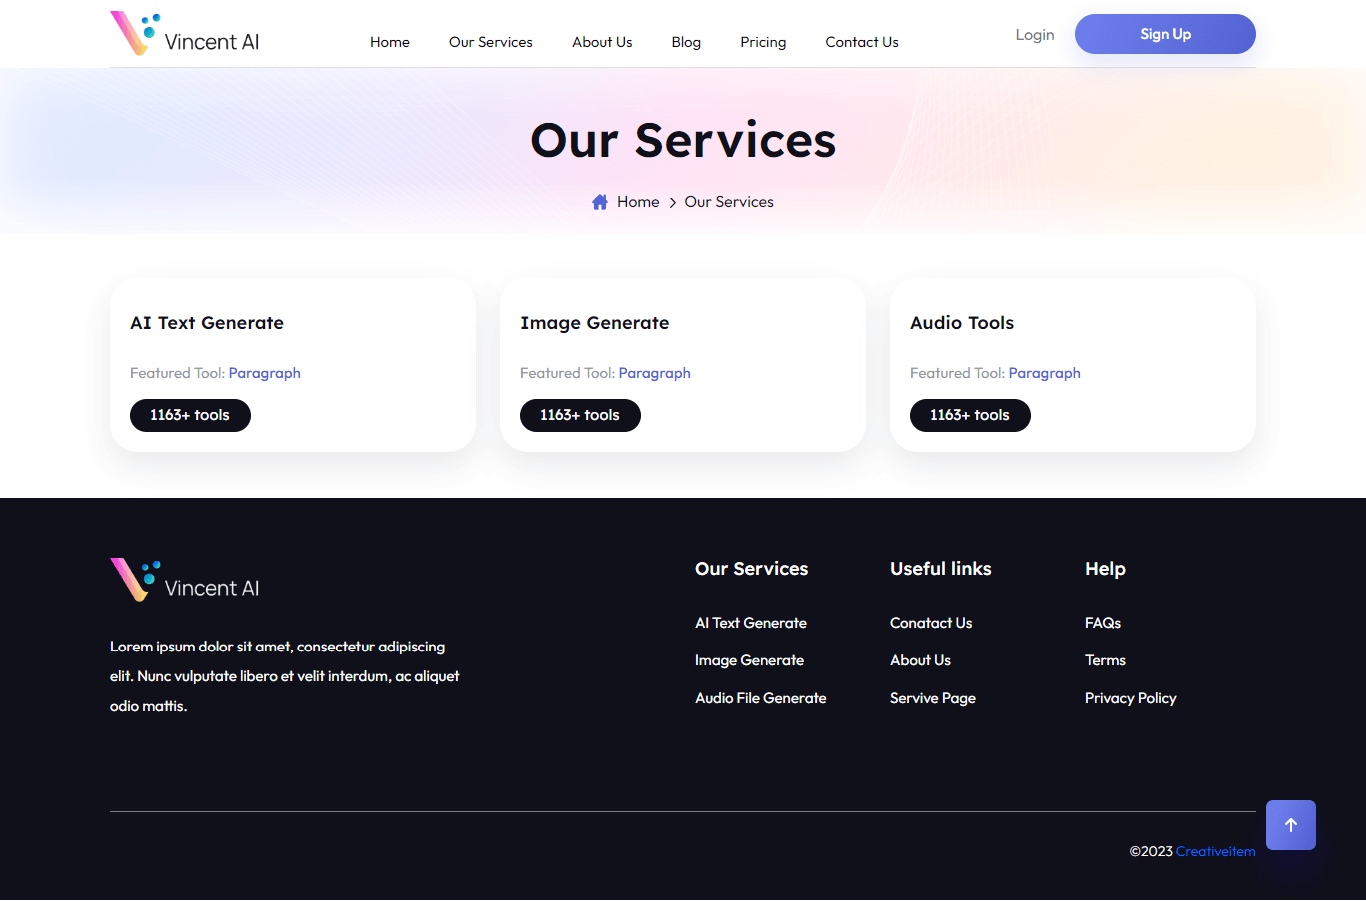 Vincent AI
Home Our Services About Us Blog Pricing Contact Us
Login Sign Up
Our Services
Home > Our Services
AI Text Generate
Featured Tool: Paragraph
1163+ tools
Image Generate
Featured Tool: Paragraph
1163+ tools
Audio Tools
Featured Tool: Paragraph
1163+ tools
Vincent AI
Lorem ipsum dolor sit amet, consectetur adipiscing
elit. Nunc vulputate libero et velit interdum, ac aliquet
odio mattis.
Our Services
AI Text Generate
Image Generate
Audio File Generate
Useful links
Conatact Us
About Us
Servive Page
Help
FAQs
Terms
Privacy Policy
©2023 Creativeitem